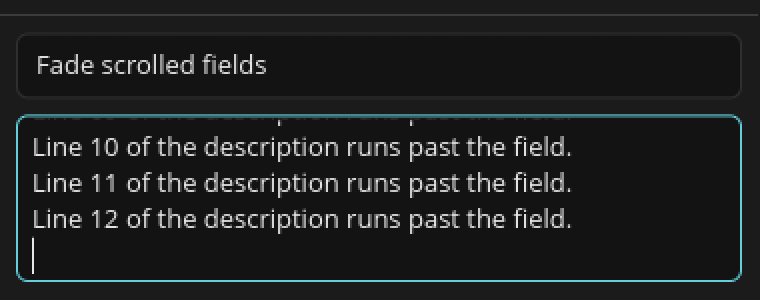 Fade scrolled fields
Line 10 of the description runs past the field.
Line 11 of the description runs past the field.
Line 12 of the description runs past the field.